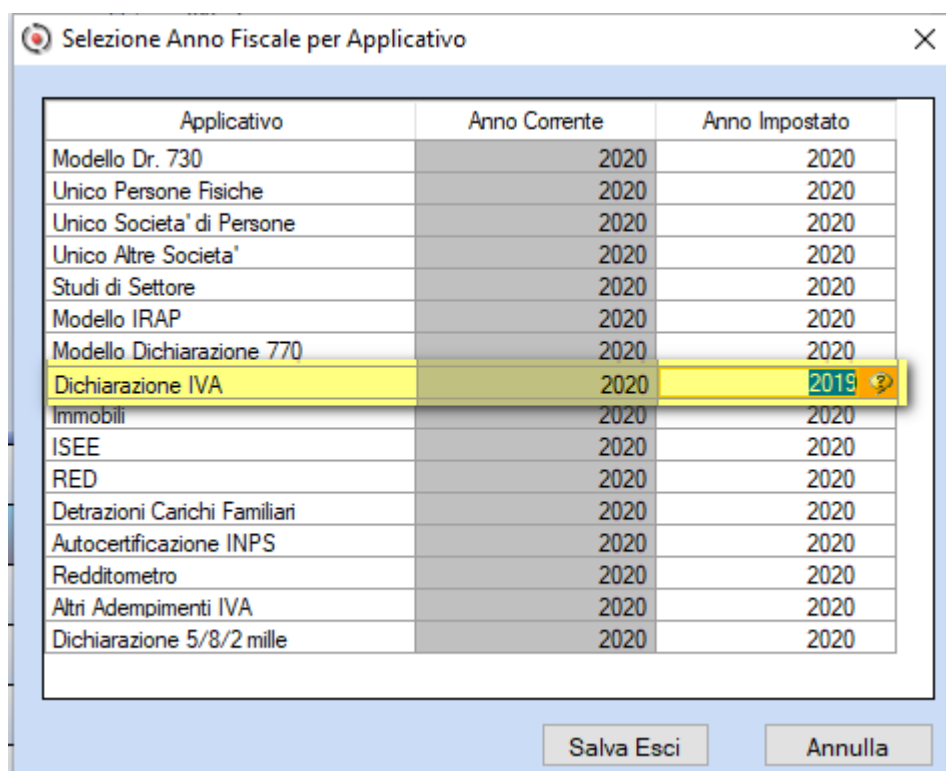 Selezione Anno Fiscale per Applicativo
Applicativo Anno Corrente Anno Impostato
Modello Dr. 730 2020 2020
Unico Persone Fisiche 2020 2020
Unico Societa' di Persone 2020 2020
Unico Altre Societa' 2020 2020
Studi di Settore 2020 2020
Modello IRAP 2020 2020
Modello Dichiarazione 770 2020 2020
Dichiarazione IVA 2020 2019
Immobili 2020 2020
ISEE 2020 2020
RED 2020 2020
Detrazioni Carichi Familiari 2020 2020
Autocertificazione INPS 2020 2020
Redditometro 2020 2020
Altri Adempimenti IVA 2020 2020
Dichiarazione 5/8/2 mille 2020 2020
Salva Esci Annulla